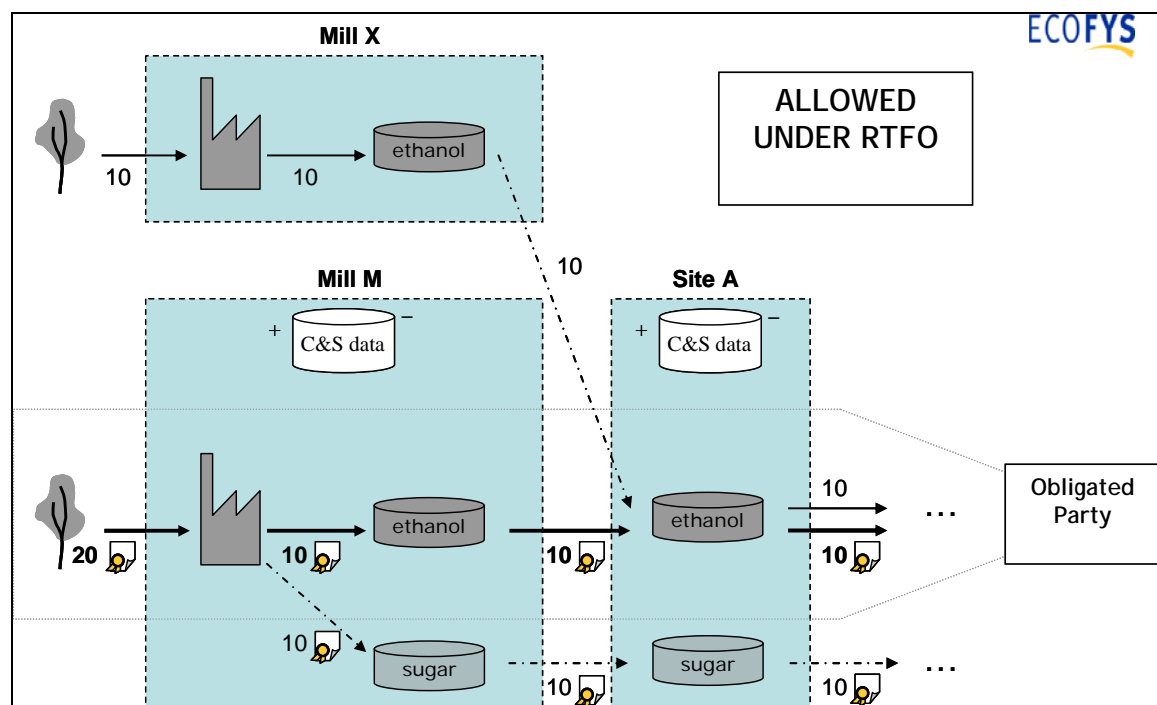 Mill X
ECOFYS
ALLOWED
UNDER RTFO
ethanol
10
10
10
Mill M
Site A
+
–
C&S data
+
–
C&S data
10
ethanol
ethanol
...
Obligated
Party
20
10
10
10
10
sugar
sugar
...
10
10